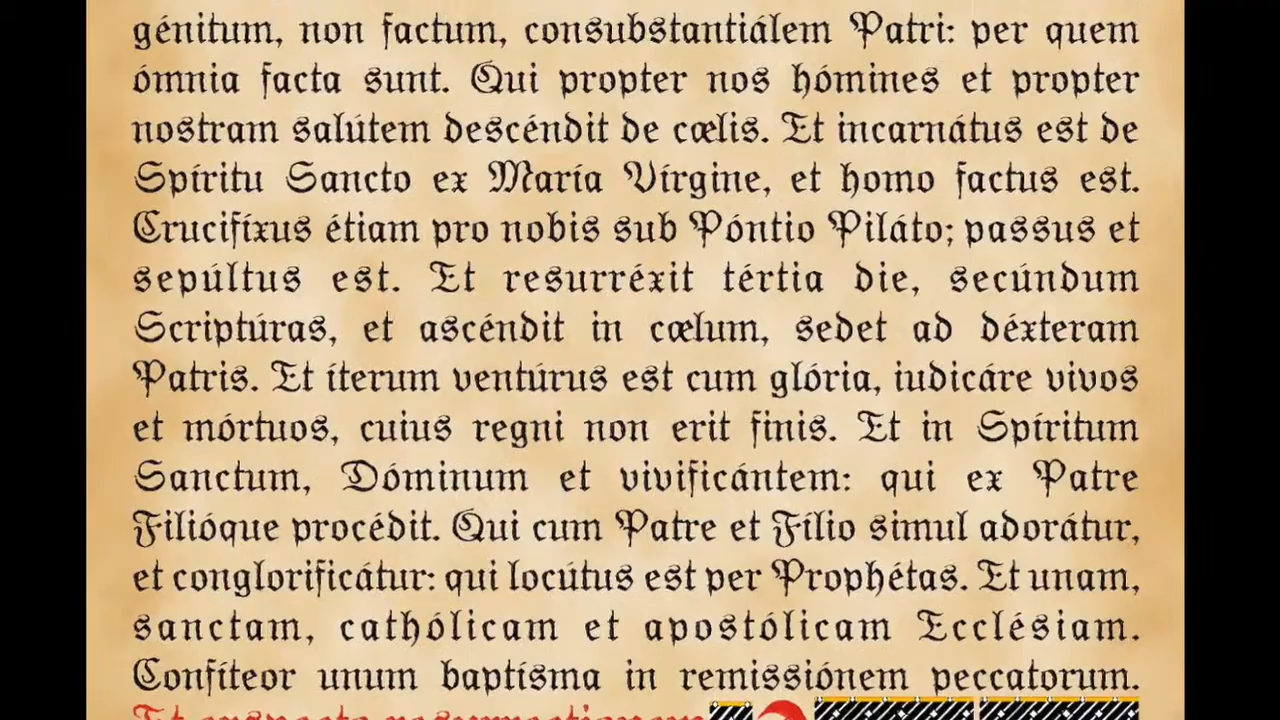 génitum, non factum, consubstantiálem Patri: per quem
ómnia facta sunt. Qui propter nos hómines et propter
nostram salútem descéndit de cœlis. Et incarnátus est de
Spíritu Sancto ex María Vírgine, et homo factus est.
Crucifíxus étiam pro nobis sub Póntio Piláto; passus et
sepúltus est. Et resurréxit tértia die, secúndum
Scriptúras, et ascéndit in cœlum, sedet ad déxteram
Patris. Et íterum ventúrus est cum glória, iudicáre vivos
et mórtuos, cuius regni non erit finis. Et in Spíritum
Sanctum, Dóminum et vivificántem: qui ex Patre
Filióque procédit. Qui cum Patre et Fílio simul adorátur,
et conglorificátur: qui locútus est per Prophétas. Et unam,
sanctam, cathólicam et apostólicam Ecclésiam.
Confíteor unum baptísma in remissiónem peccatorum.
Et exspecto resurrectionem